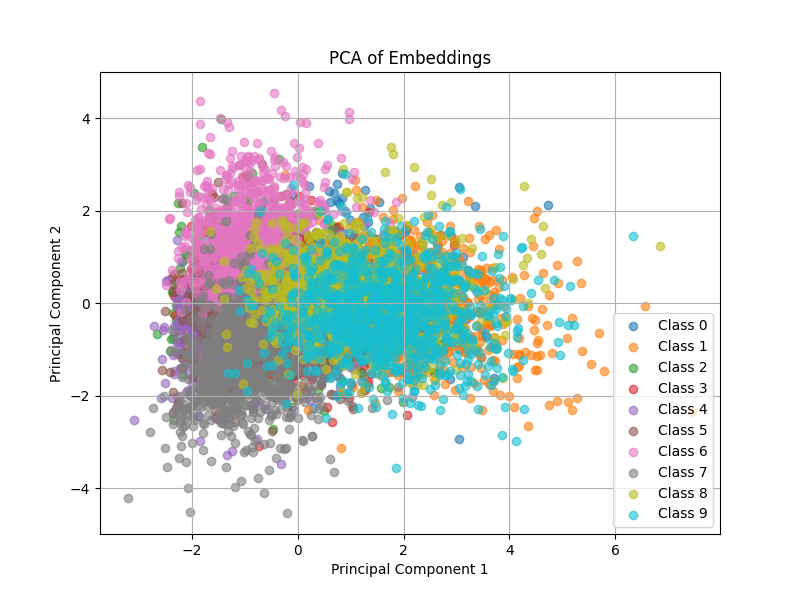 PCA of Embeddings
4
2
0
−2
−4
Principal Component 2
−2 0 2 4 6
Principal Component 1
Class 0
Class 1
Class 2
Class 3
Class 4
Class 5
Class 6
Class 7
Class 8
Class 9